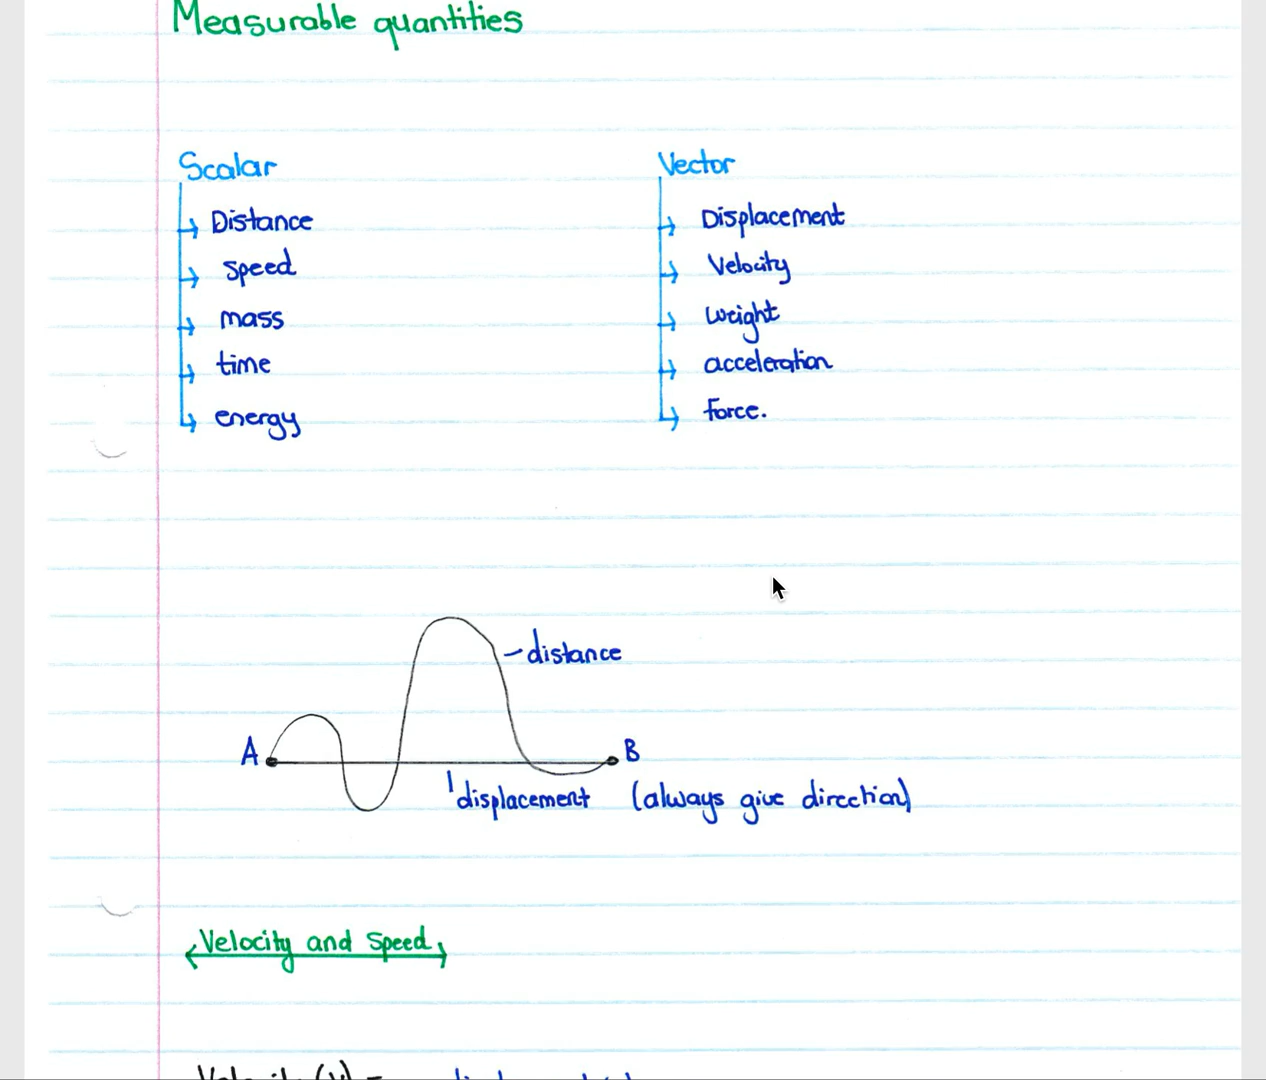 Measurable quantities
Scalar
Distance
speed
mass
time
energy
Vector
Displacement
Velocity
weight
acceleration
force.
distance
A
B
displacement (always give direction)
Velocity and Speed
Velocity (v) =